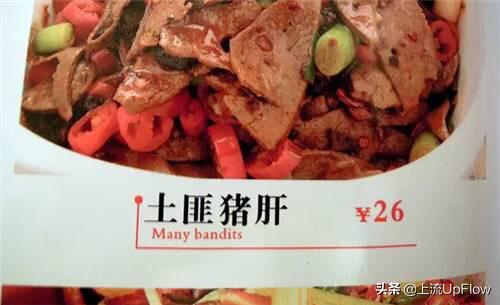 土匪猪肝 ¥26
Many bandits
头条 @上流UpFlow